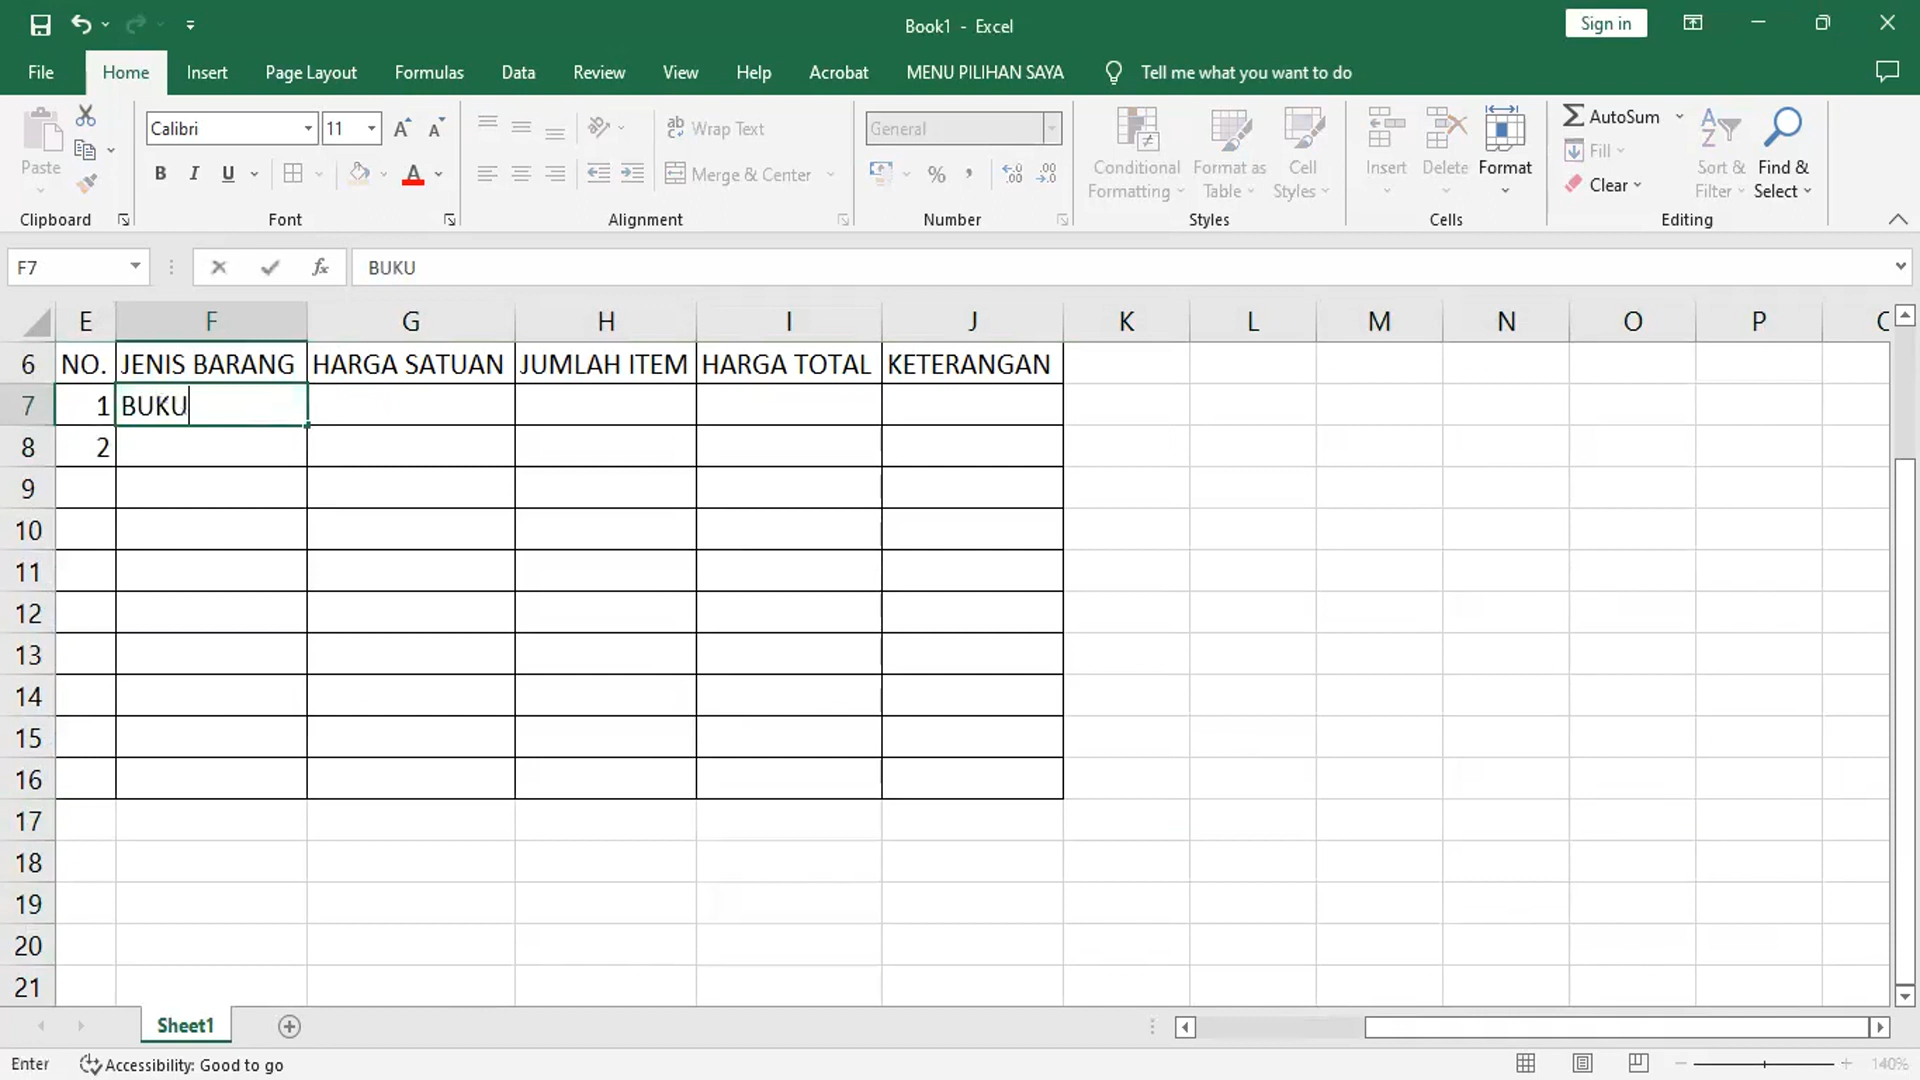 Book1 - Excel
Sign in
File Home Insert Page Layout Formulas Data Review View Help Acrobat MENU PILIHAN SAYA Tell me what you want to do
Paste
Clipboard
Calibri 11
B I U A
Font
ab Wrap Text
Merge & Center
Alignment
General
% ,
Number
Conditional Formatting
Format as Table
Cell Styles
Styles
Insert Delete Format
Cells
AutoSum
Fill
Clear
Sort & Filter
Find & Select
Editing
F7 fx BUKU
E F G H I J K L M N O P
6 NO. JENIS BARANG HARGA SATUAN JUMLAH ITEM HARGA TOTAL KETERANGAN
7 1 BUKU
8 2
9
10
11
12
13
14
15
16
17
18
19
20
21
Sheet1
Enter Accessibility: Good to go 140%